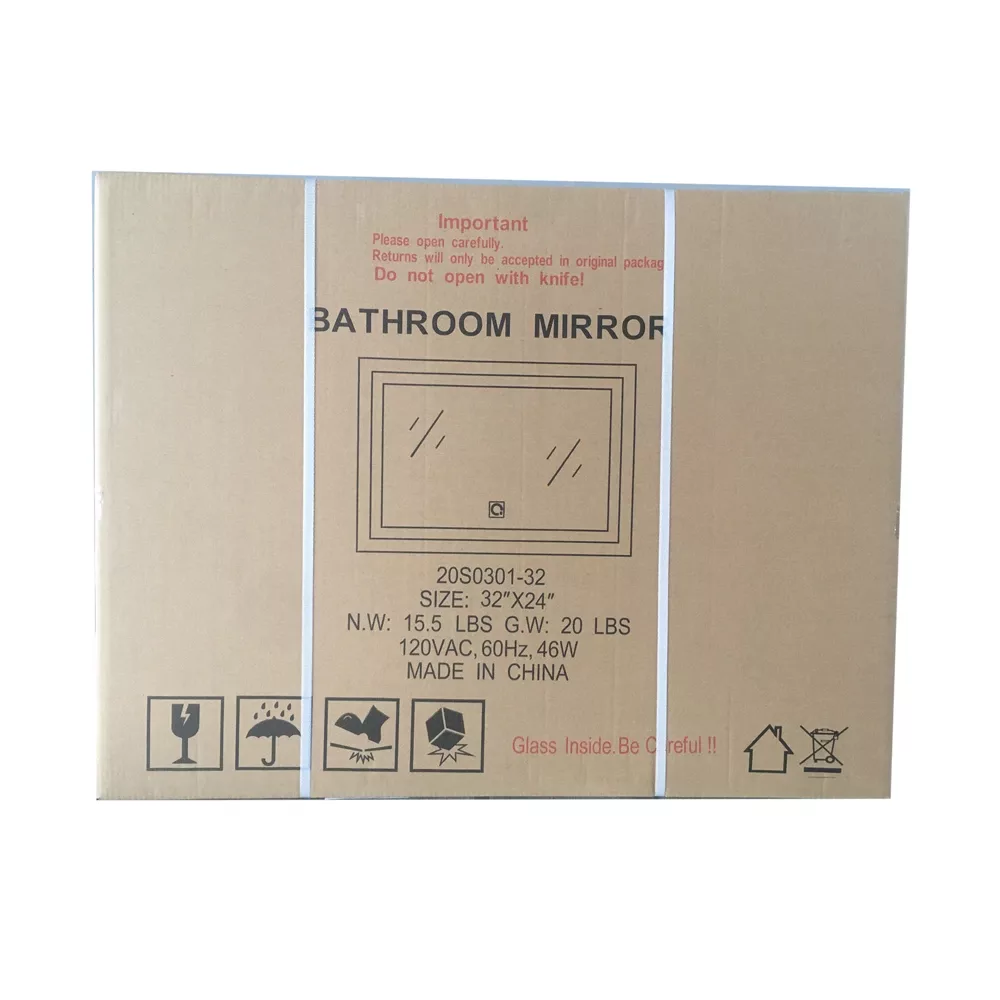 Important
Please open carefully.
Returns will only be accepted in original packag
Do not open with knife!
BATHROOM MIRROR
20S0301-32
SIZE: 32"X24"
N.W: 15.5 LBS G.W: 20 LBS
120VAC, 60Hz, 46W
MADE IN CHINA
Glass Inside. Be Careful !!